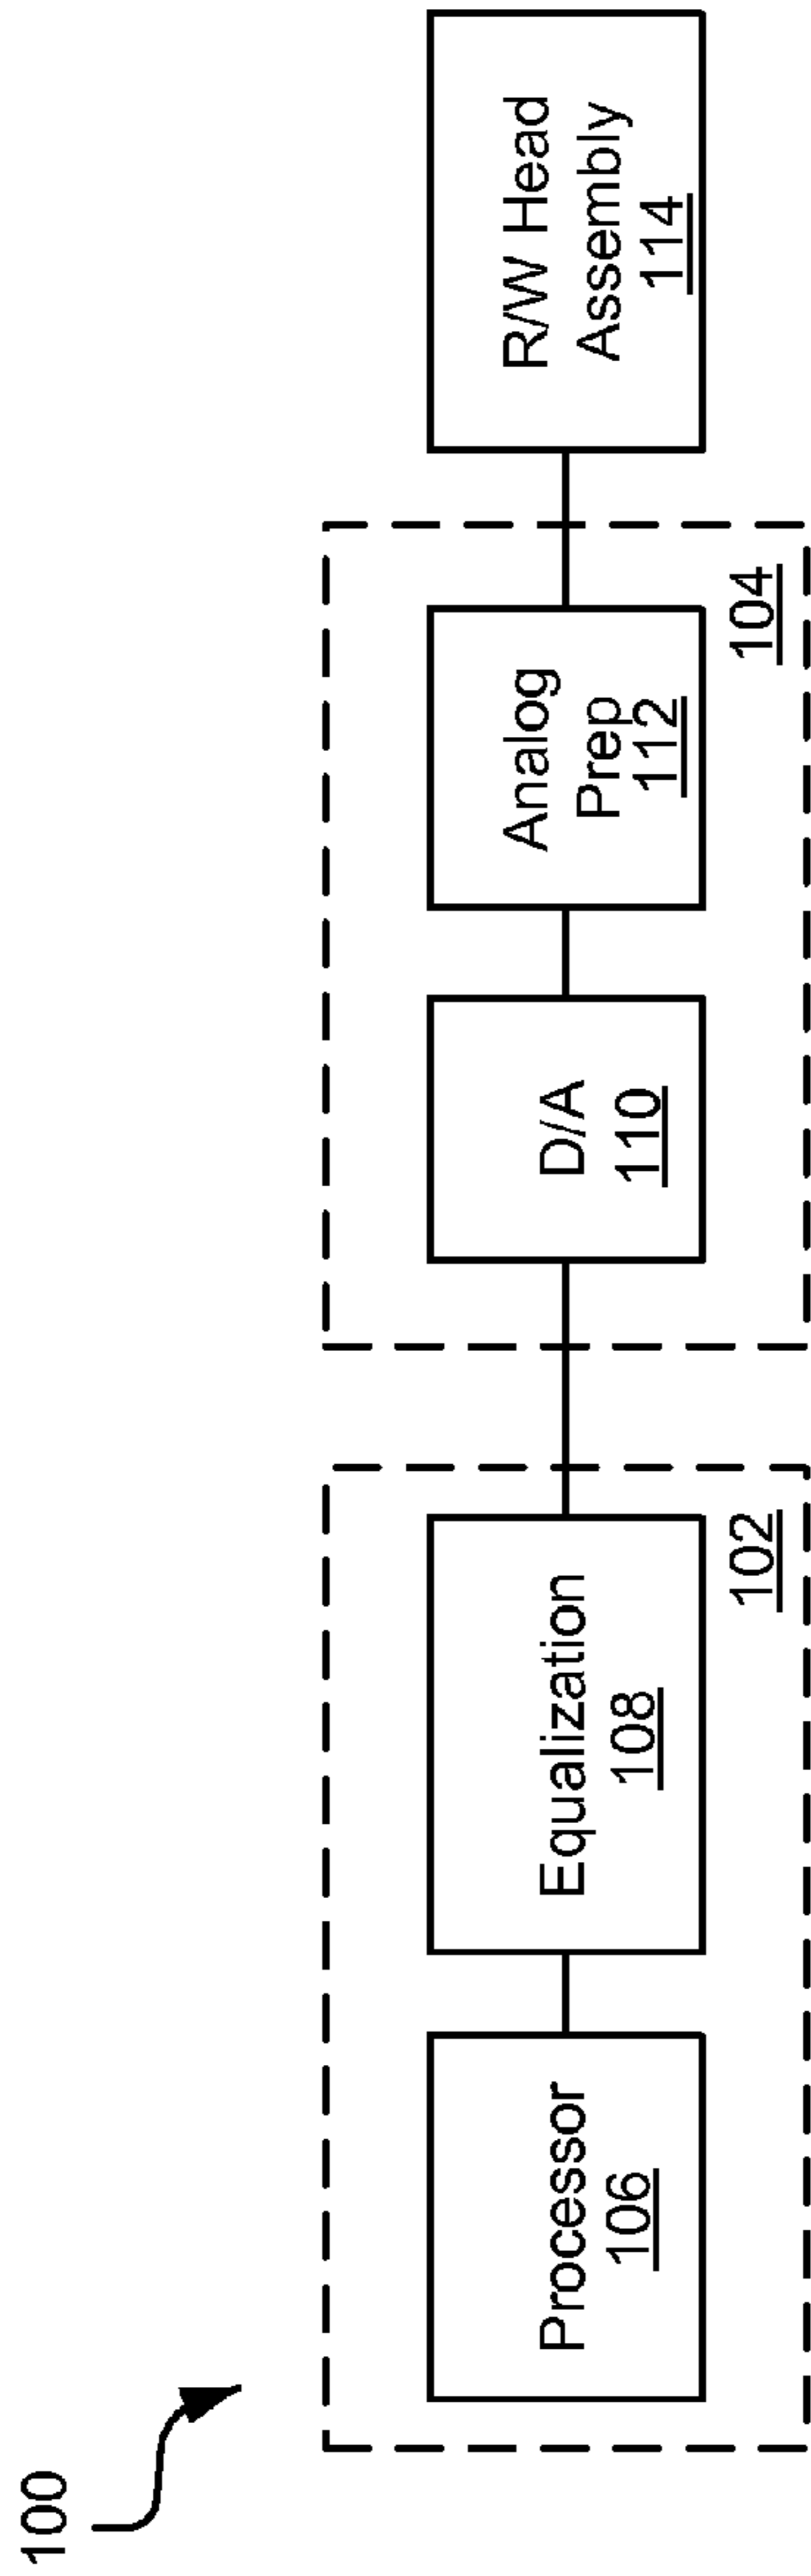 100
Processor
106
Equalization
108
102
D/A
110
Analog
Prep
112
104
R/W Head
Assembly
114